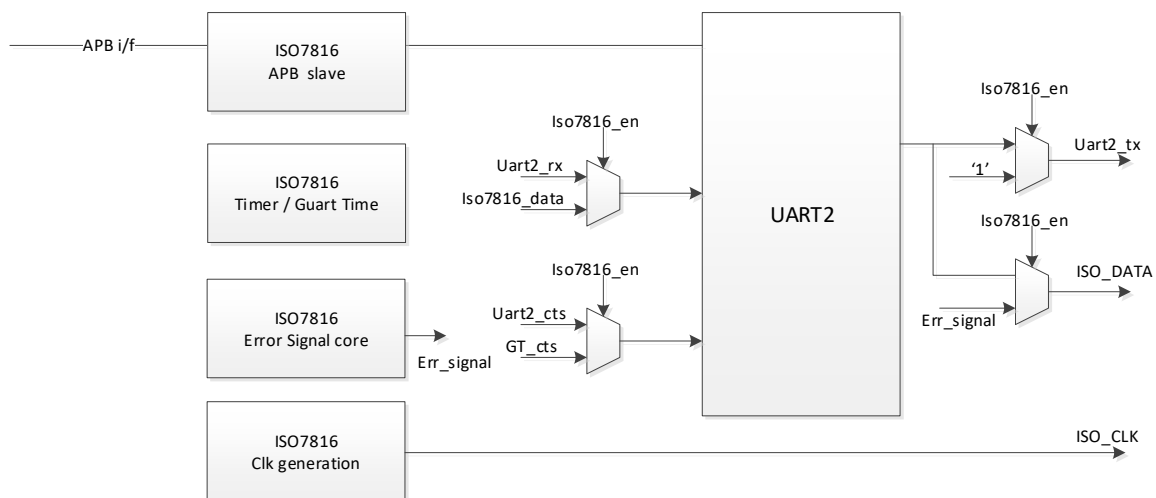 APB i/f
ISO7816
APB slave
Iso7816_en
Iso7816_en
Uart2_rx
Uart2_tx
‘1’
Iso7816_data
ISO7816
Timer / Guart Time
UART2
Iso7816_en
Iso7816_en
ISO_DATA
ISO7816
Error Signal core
Uart2_cts
Err_signal
GT_cts
Err_signal
ISO7816
Clk generation
ISO_CLK